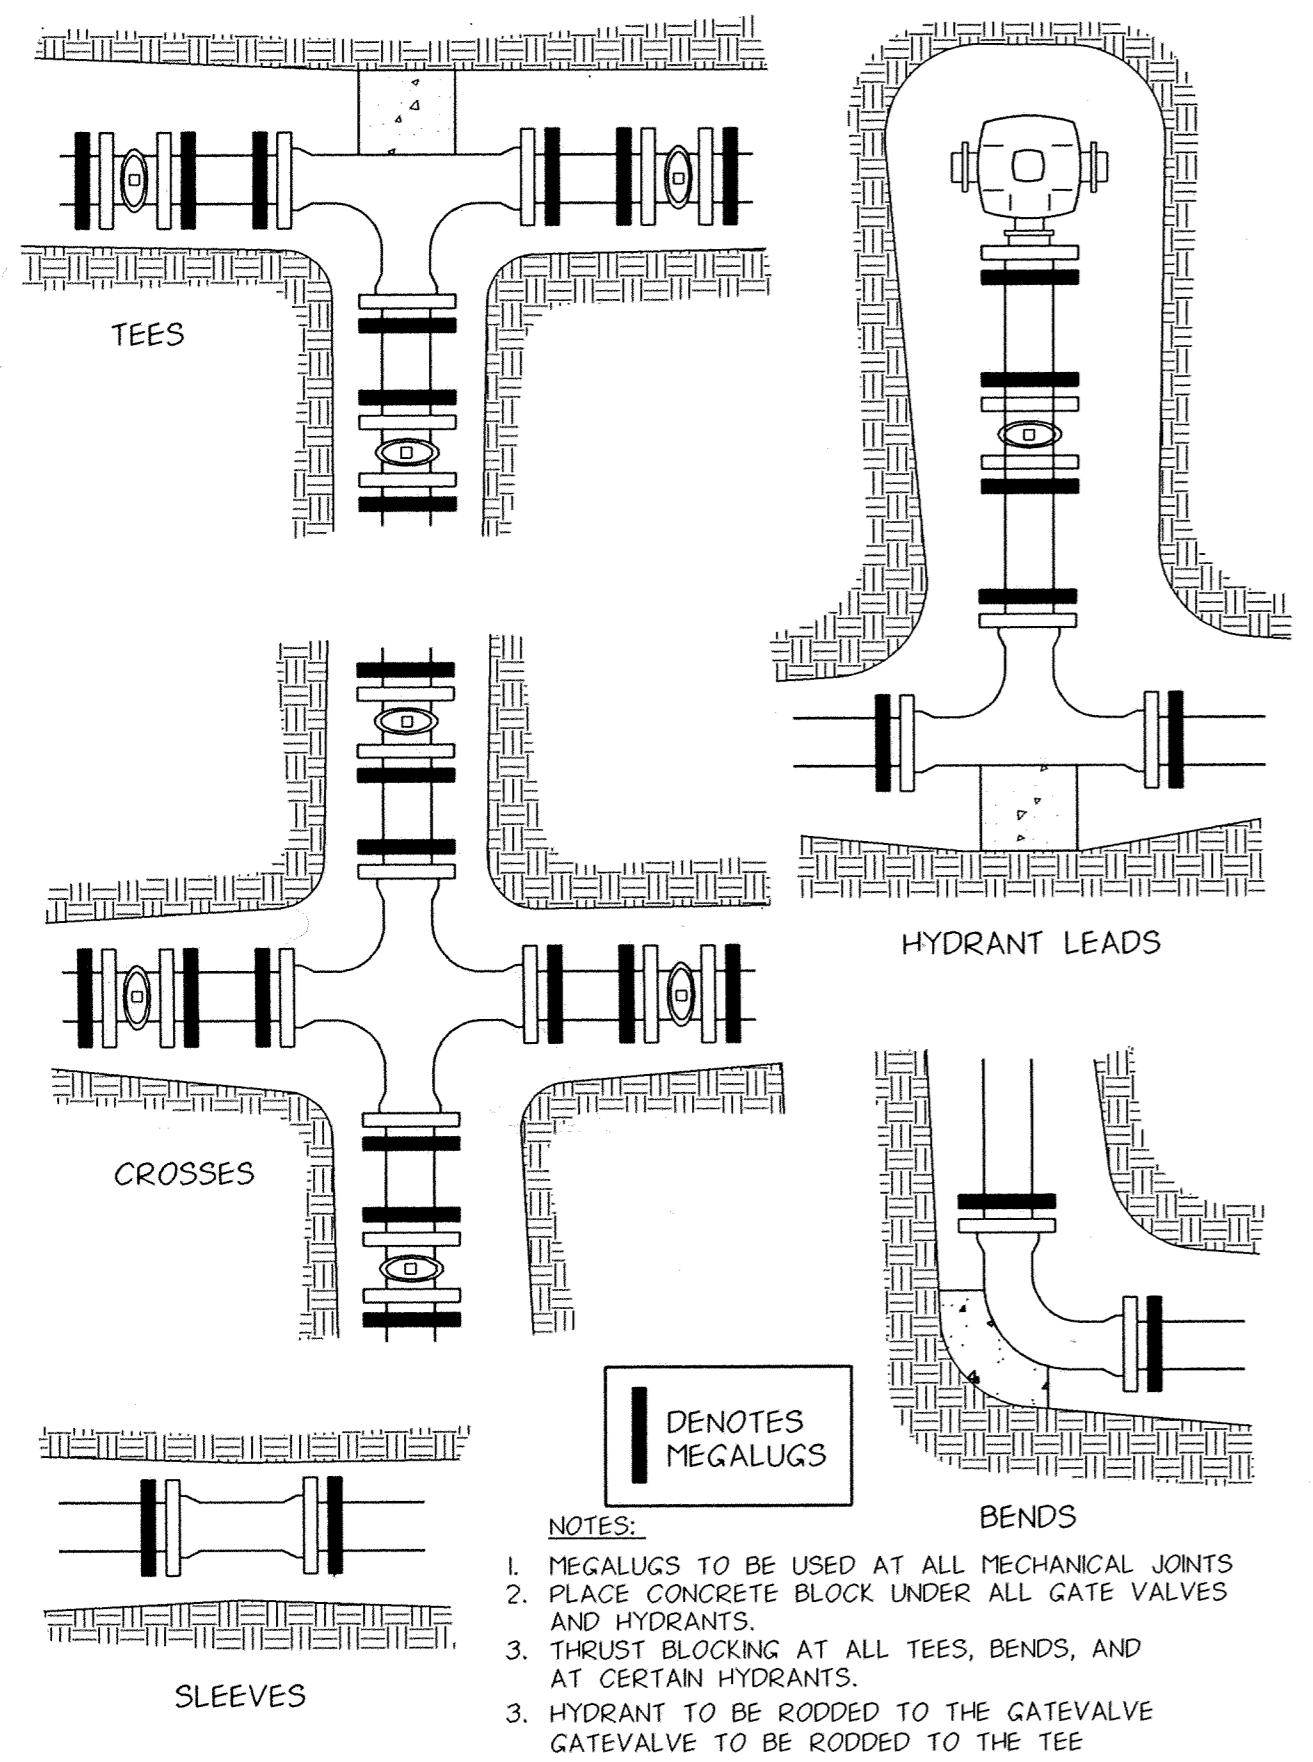 TEES
HYDRANT LEADS
CROSSES
DENOTES
MEGALUGS
BENDS
SLEEVES
NOTES:
1. MEGALUGS TO BE USED AT ALL MECHANICAL JOINTS
2. PLACE CONCRETE BLOCK UNDER ALL GATE VALVES
AND HYDRANTS.
3. THRUST BLOCKING AT ALL TEES, BENDS, AND
AT CERTAIN HYDRANTS.
3. HYDRANT TO BE RODDED TO THE GATEVALVE
GATEVALVE TO BE RODDED TO THE TEE